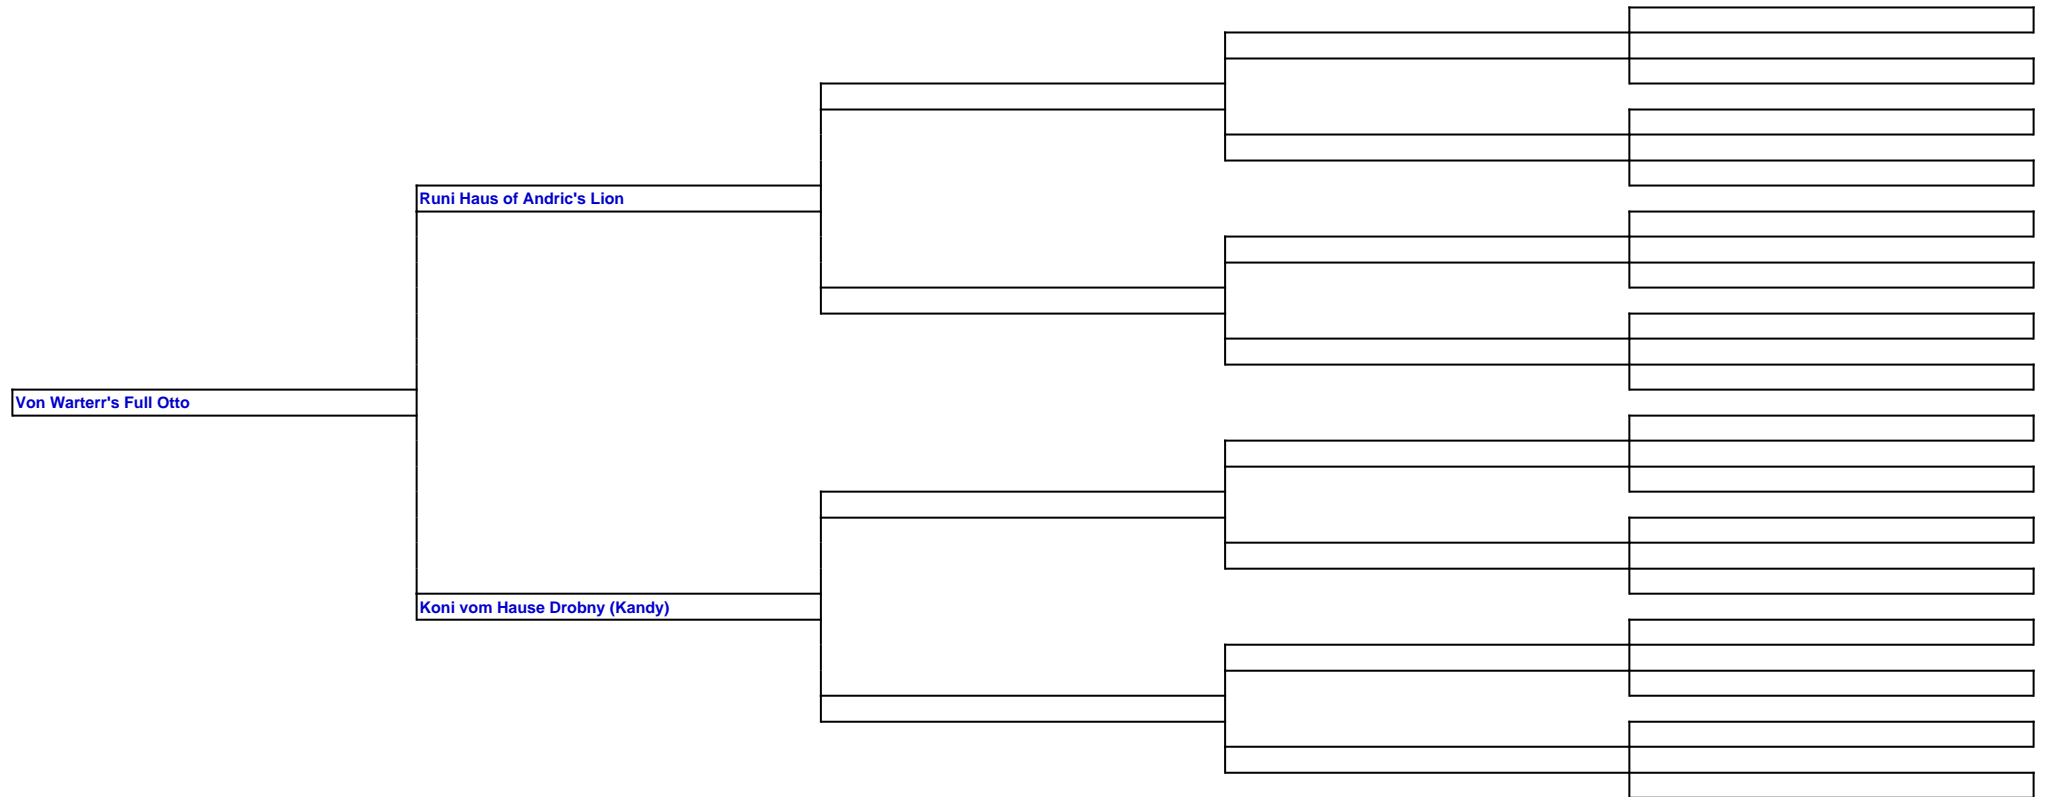 Runi Haus of Andric's Lion
Von Warterr's Full Otto
Koni vom Hause Drobny (Kandy)